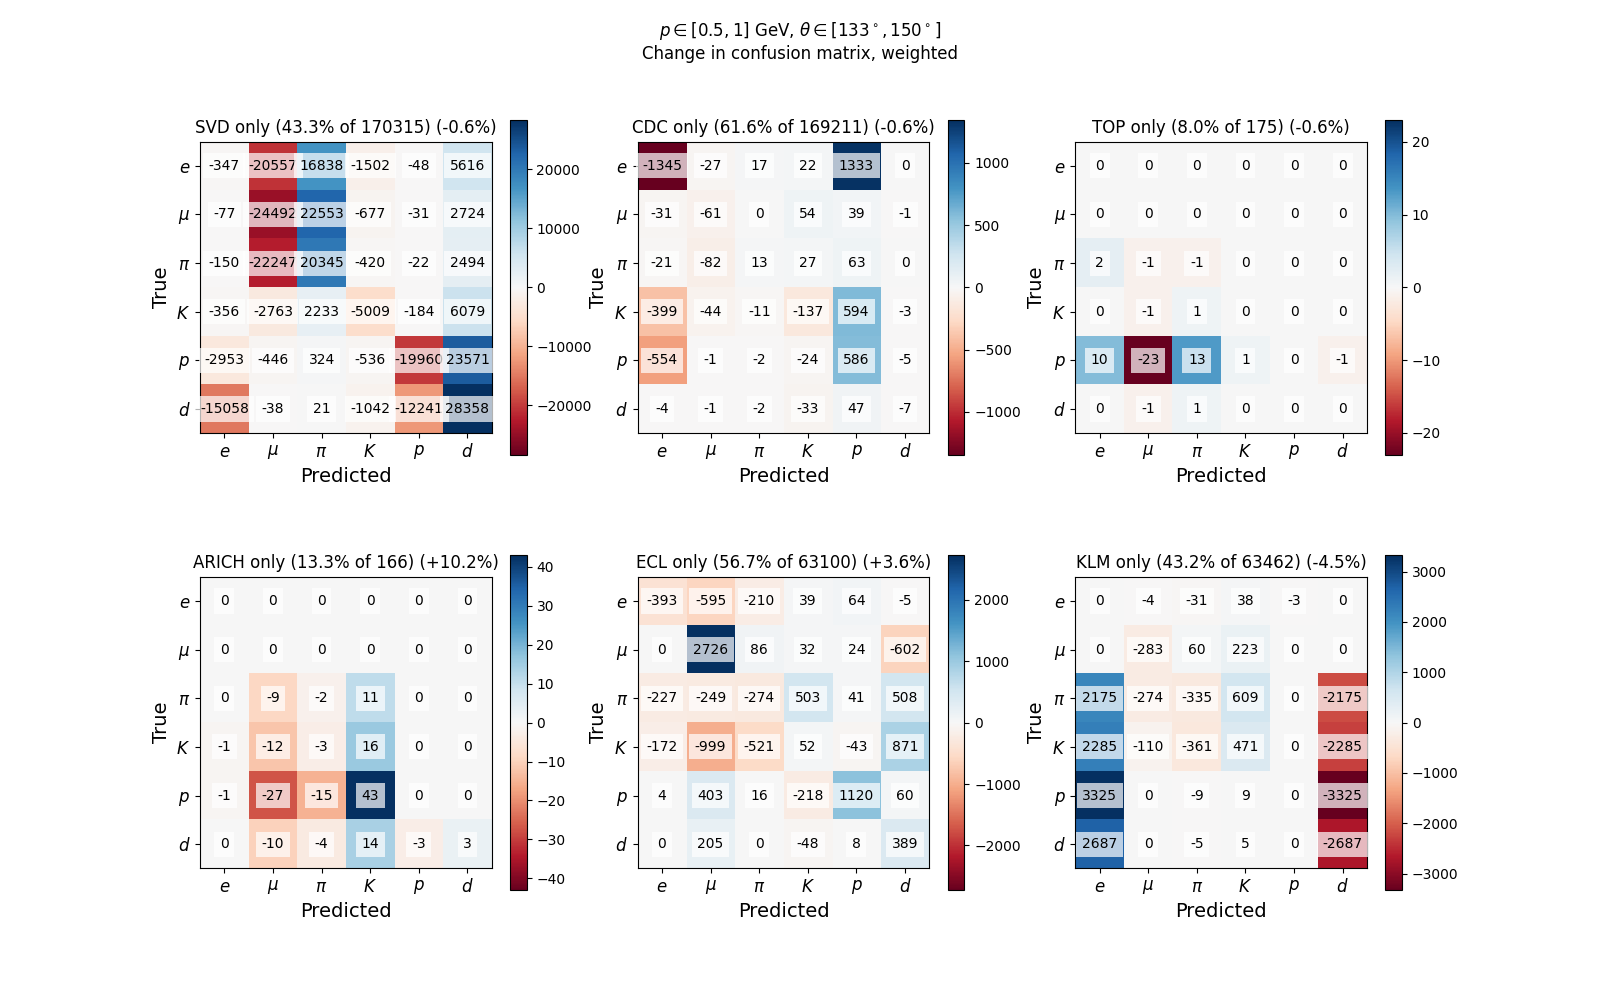 p ∈ [0.5, 1] GeV, θ ∈ [133°, 150°]
Change in confusion matrix, weighted
SVD only (43.3% of 170315) (-0.6%)
e -347 -20557 16838 -1502 -48 5616
μ -77 -24492 22553 -677 -31 2724
π -150 -22247 20345 -420 -22 2494
K -356 -2763 2233 -5009 -184 6079
p -2953 -446 324 -536 -19960 23571
d -15058 -38 21 -1042 -12241 28358
e μ π K p d
Predicted
True
20000
10000
0
−10000
−20000
CDC only (61.6% of 169211) (-0.6%)
e -1345 -27 17 22 1333 0
μ -31 -61 0 54 39 -1
π -21 -82 13 27 63 0
K -399 -44 -11 -137 594 -3
p -554 -1 -2 -24 586 -5
d -4 -1 -2 -33 47 -7
e μ π K p d
Predicted
True
1000
500
0
−500
−1000
TOP only (8.0% of 175) (-0.6%)
e 0 0 0 0 0 0
μ 0 0 0 0 0 0
π 2 -1 -1 0 0 0
K 0 -1 1 0 0 0
p 10 -23 13 1 0 -1
d 0 -1 1 0 0 0
e μ π K p d
Predicted
True
20
10
0
−10
−20
ARICH only (13.3% of 166) (+10.2%)
e 0 0 0 0 0 0
μ 0 0 0 0 0 0
π 0 -9 -2 11 0 0
K -1 -12 -3 16 0 0
p -1 -27 -15 43 0 0
d 0 -10 -4 14 -3 3
e μ π K p d
Predicted
True
40
30
20
10
0
−10
−20
−30
−40
ECL only (56.7% of 63100) (+3.6%)
e -393 -595 -210 39 64 -5
μ 0 2726 86 32 24 -602
π -227 -249 -274 503 41 508
K -172 -999 -521 52 -43 871
p 4 403 16 -218 1120 60
d 0 205 0 -48 8 389
e μ π K p d
Predicted
True
2000
1000
0
−1000
−2000
KLM only (43.2% of 63462) (-4.5%)
e 0 -4 -31 38 -3 0
μ 0 -283 60 223 0 0
π 2175 -274 -335 609 0 -2175
K 2285 -110 -361 471 0 -2285
p 3325 0 -9 9 0 -3325
d 2687 0 -5 5 0 -2687
e μ π K p d
Predicted
True
3000
2000
1000
0
−1000
−2000
−3000